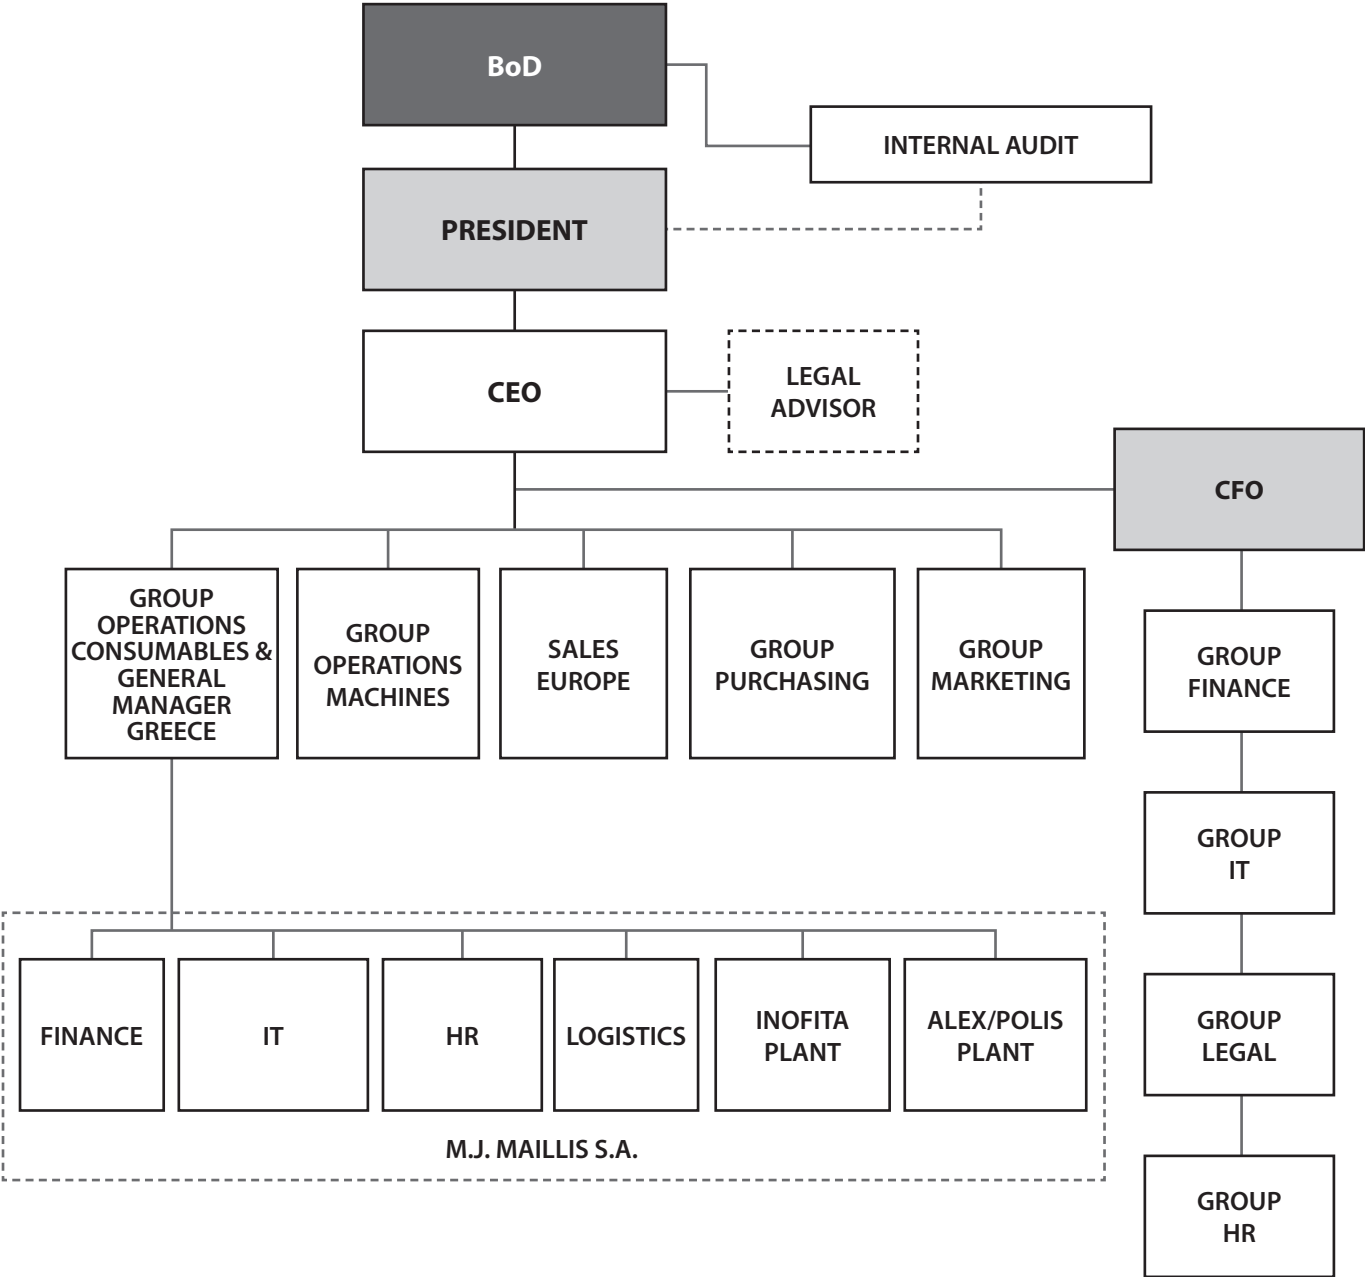 BoD
INTERNAL AUDIT
PRESIDENT
CEO
LEGAL
ADVISOR
CFO
GROUP
OPERATIONS
CONSUMABLES &
GENERAL
MANAGER
GREECE
GROUP
OPERATIONS
MACHINES
SALES
EUROPE
GROUP
PURCHASING
GROUP
MARKETING
GROUP
FINANCE
GROUP
IT
FINANCE
IT
HR
LOGISTICS
INOFITA
PLANT
ALEX/POLIS
PLANT
GROUP
LEGAL
M.J. MAILLIS S.A.
GROUP
HR